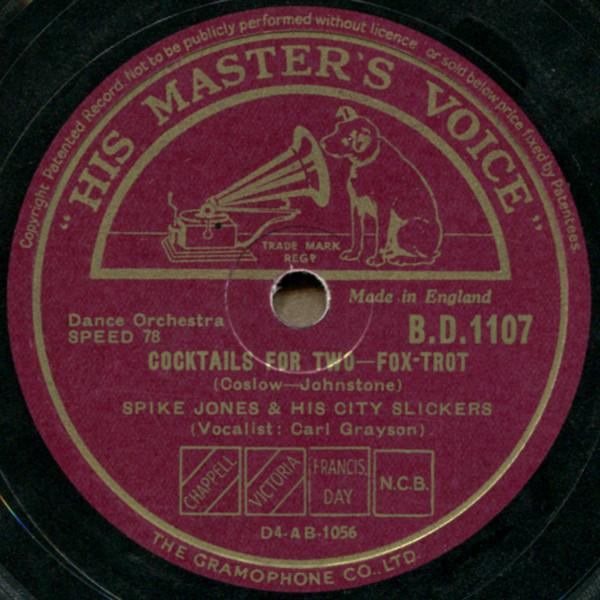 Copyright Patented Record. Not to be publicly performed without licence or sold below price fixed by Patentees.
"HIS MASTER'S VOICE"
TRADE MARK
REGD
Made in England
Dance Orchestra
SPEED 78
B.D.1107
COCKTAILS FOR TWO—FOX-TROT
(Coslow—Johnstone)
SPIKE JONES & HIS CITY SLICKERS
(Vocalist: Carl Grayson)
CHAPPELL
VICTORIA
FRANCIS, DAY
N.C.B.
D4-AB-1056
THE GRAMOPHONE CO., LTD.